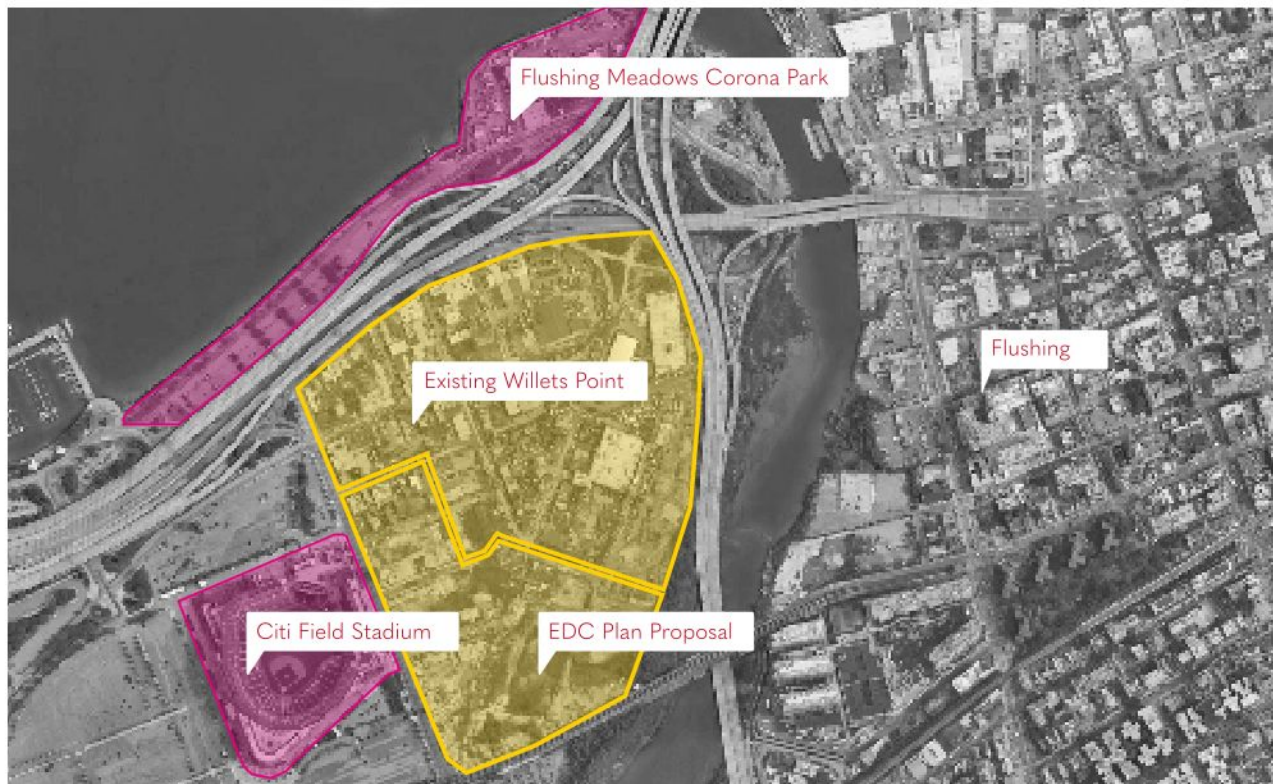 Flushing Meadows Corona Park
Flushing
Existing Willets Point
Citi Field Stadium
EDC Plan Proposal